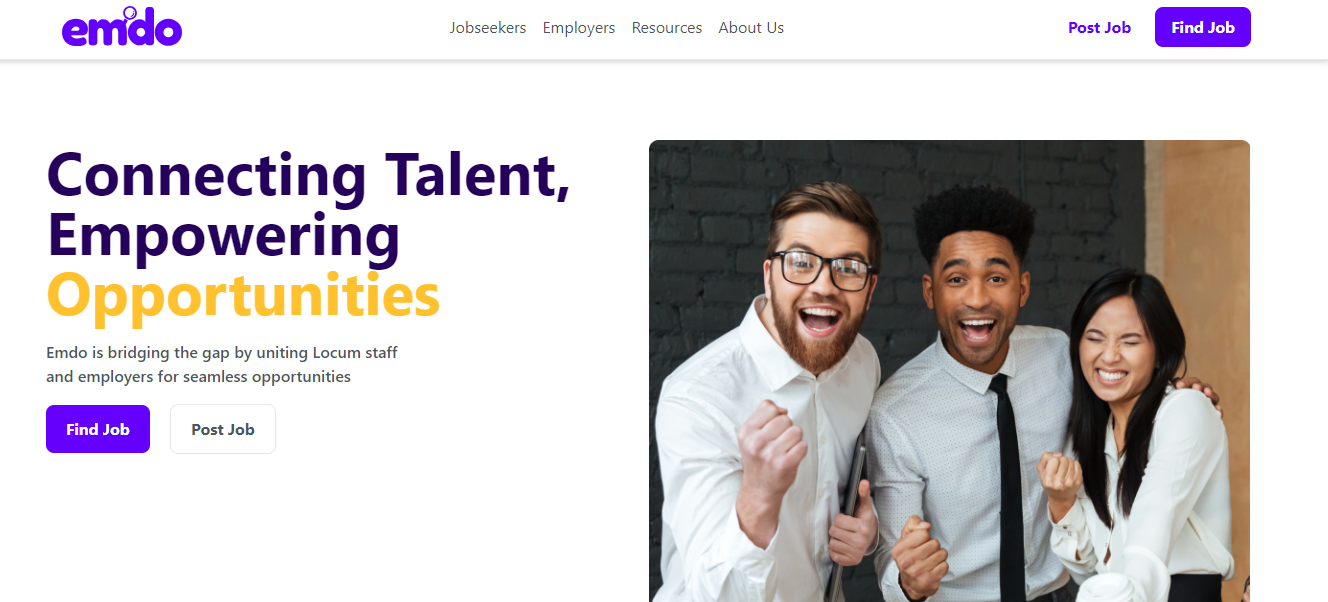 emdo
Jobseekers Employers Resources About Us
Post Job
Find Job
Connecting Talent,
Empowering
Opportunities
Emdo is bridging the gap by uniting Locum staff
and employers for seamless opportunities
Find Job
Post Job